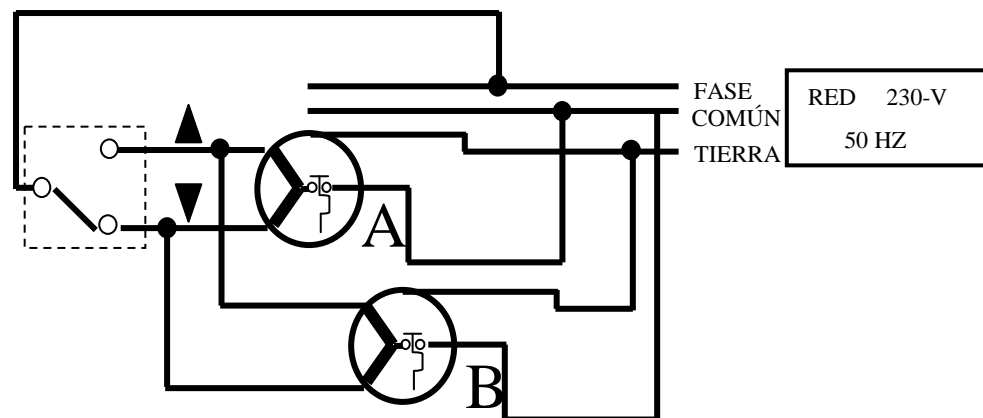 FASE
COMÚN
TIERRA
RED 230-V
50 HZ
A
B